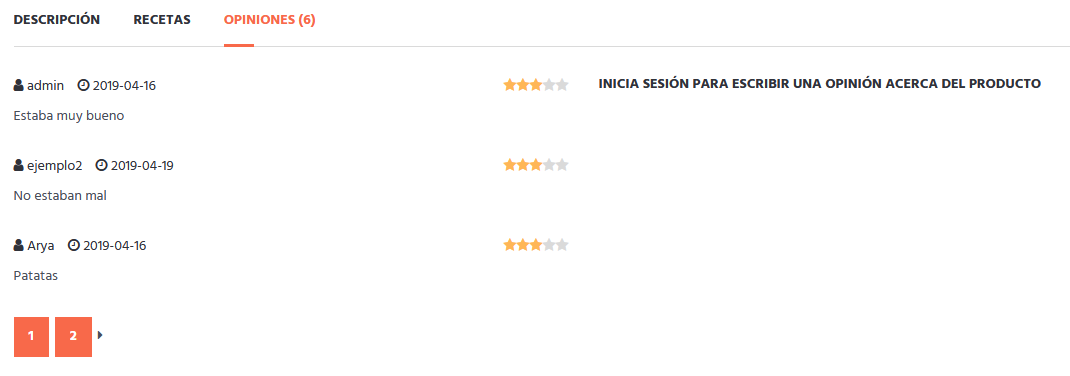 DESCRIPCIÓN RECETAS OPINIONES (6)
admin 2019-04-16
Estaba muy bueno
ejemplo2 2019-04-19
No estaban mal
Arya 2019-04-16
Patatas
1 2
INICIA SESIÓN PARA ESCRIBIR UNA OPINIÓN ACERCA DEL PRODUCTO